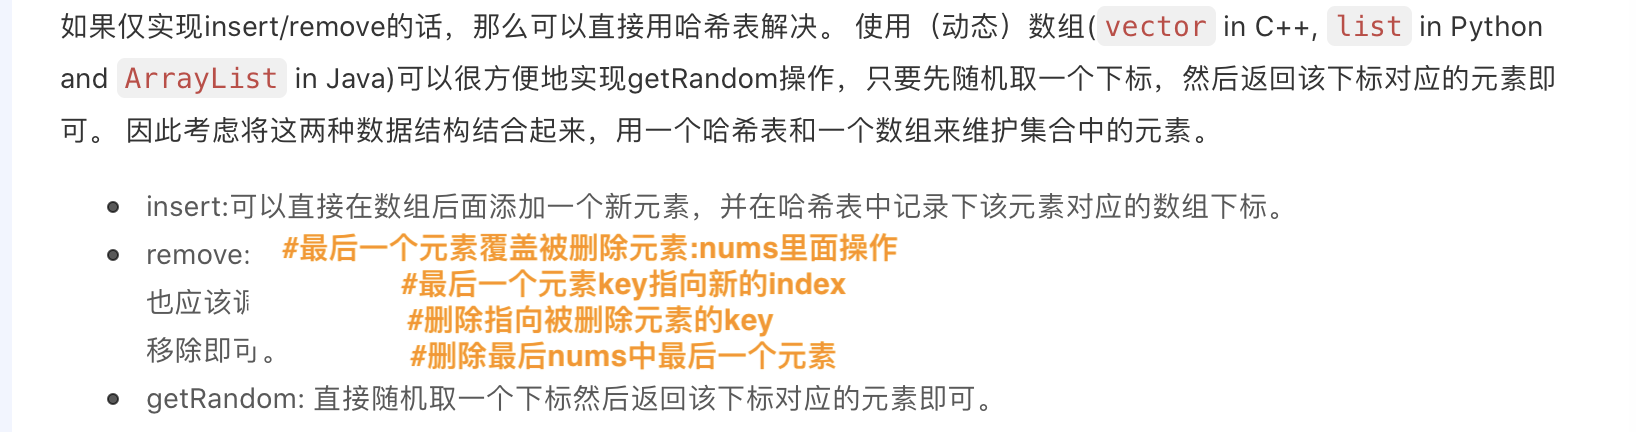 如果仅实现insert/remove的话，那么可以直接用哈希表解决。 使用（动态）数组(vector in C++, list in Python
and ArrayList in Java)可以很方便地实现getRandom操作，只要先随机取一个下标，然后返回该下标对应的元素即
可。 因此考虑将这两种数据结构结合起来，用一个哈希表和一个数组来维护集合中的元素。
insert:可以直接在数组后面添加一个新元素，并在哈希表中记录下该元素对应的数组下标。
remove: #最后一个元素覆盖被删除元素:nums里面操作
#最后一个元素key指向新的index
也应该
#删除指向被删除元素的key
移除即可。 #删除最后nums中最后一个元素
getRandom: 直接随机取一个下标然后返回该下标对应的元素即可。